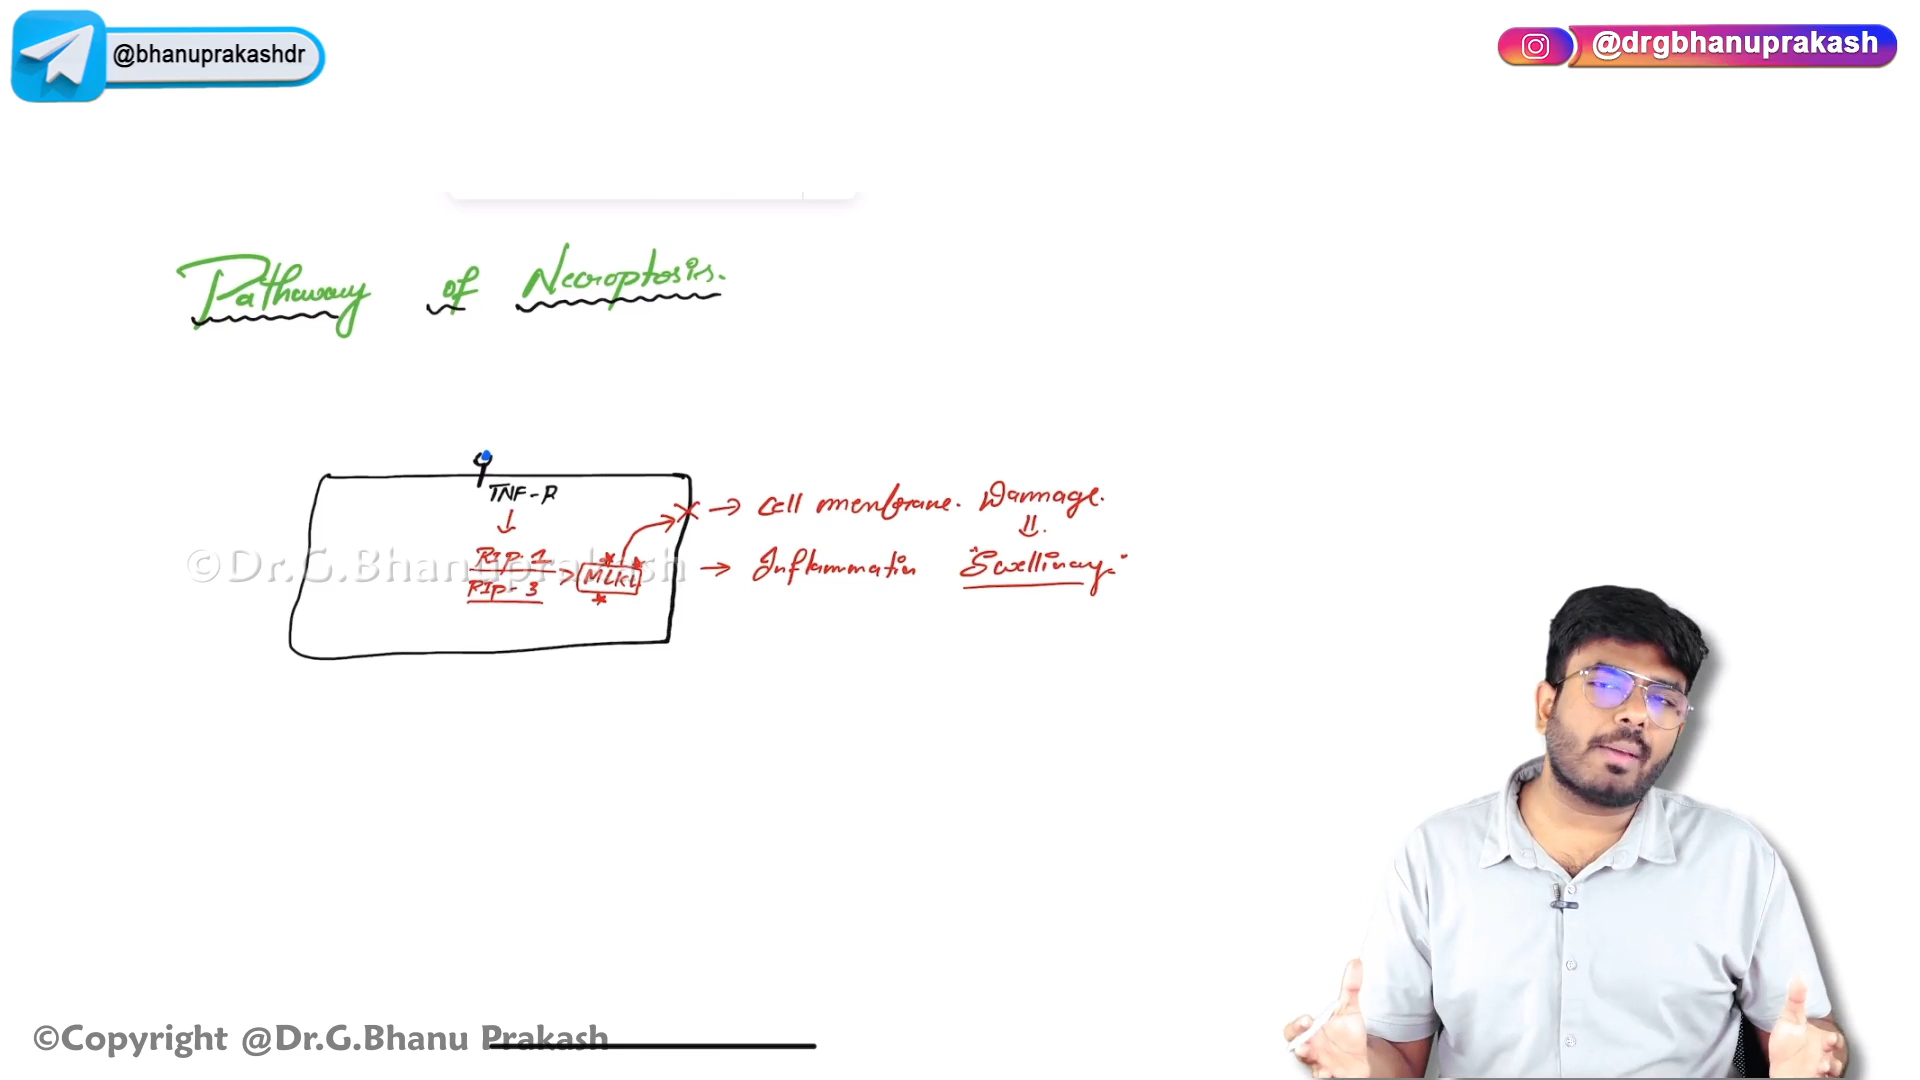 @bhanuprakashdr
@drgbhanuprakash
Pathway of Necroptosis.
TNF-R
→ Cell membrane. Damage.
RIP-1
RIP-3
MLKL
→ Inflammation "Swelling"
©Dr.G.Bhanuprakash
©Copyright @Dr.G.Bhanu Prakash